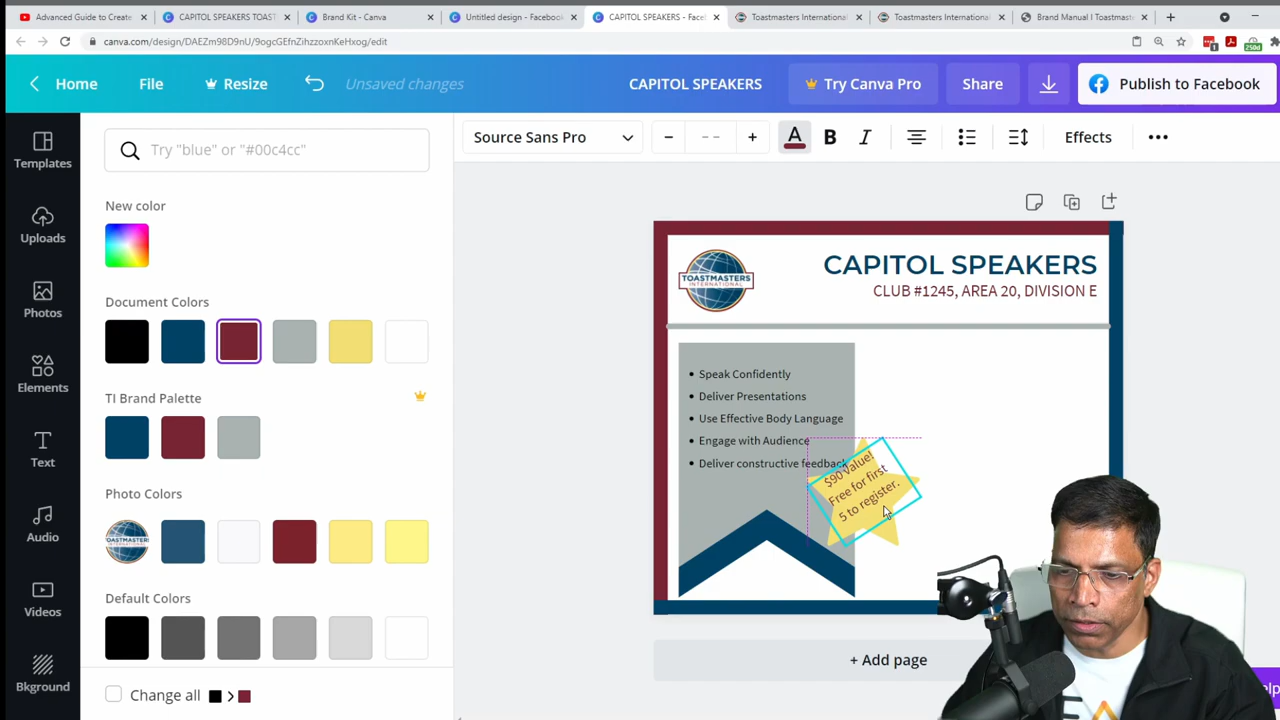 Advanced Guide to Create
CAPITOL SPEAKERS TOAST
Brand Kit - Canva
Untitled design - Facebook
CAPITOL SPEAKERS - Face
Toastmasters International
Toastmasters International
Brand Manual | Toastmaste
canva.com/design/DAEZm98D9nU/9ogcGEfnZihzzoxnKeHxog/edit
Home
File
Resize
Unsaved changes
CAPITOL SPEAKERS
Try Canva Pro
Share
Publish to Facebook
Templates
Uploads
Photos
Elements
Text
Audio
Videos
Bkground
Try "blue" or "#00c4cc"
New color
Document Colors
TI Brand Palette
Photo Colors
Default Colors
Change all
Source Sans Pro
– –
+
A
B
I
Effects
CAPITOL SPEAKERS
CLUB #1245, AREA 20, DIVISION E
TOASTMASTERS
INTERNATIONAL
Speak Confidently
Deliver Presentations
Use Effective Body Language
Engage with Audience
Deliver constructive feedback
$90 value!
Free for first
5 to register.
+ Add page